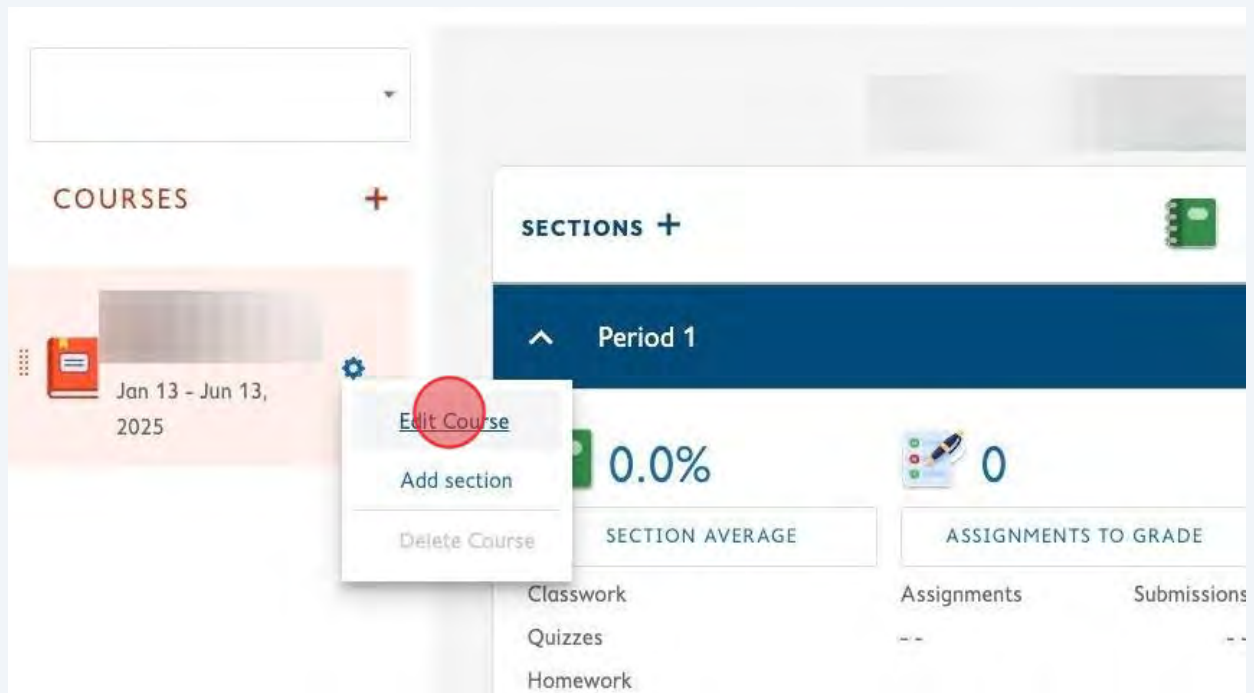 COURSES +
Jan 13 - Jun 13,
2025
Edit Course
Add section
Delete Course
SECTIONS +
Period 1
0.0%
SECTION AVERAGE
0
ASSIGNMENTS TO GRADE
Classwork
Assignments
Submissions
Quizzes
--
--
Homework